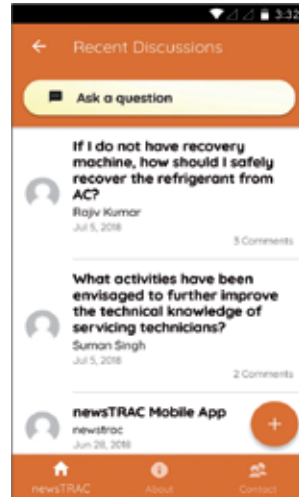 3:32
Recent Discussions
Ask a question
If I do not have recovery
machine, how should I safely
recover the refrigerant from
AC?
Rajiv Kumar
Jul 5, 2018
3 Comments
What activities have been
envisaged to further improve
the technical knowledge of
servicing technicians?
Suman Singh
Jul 5, 2018
2 Comments
newsTRAC Mobile App
newstrac
Jun 28, 2018
+
newsTRAC
About
Contact